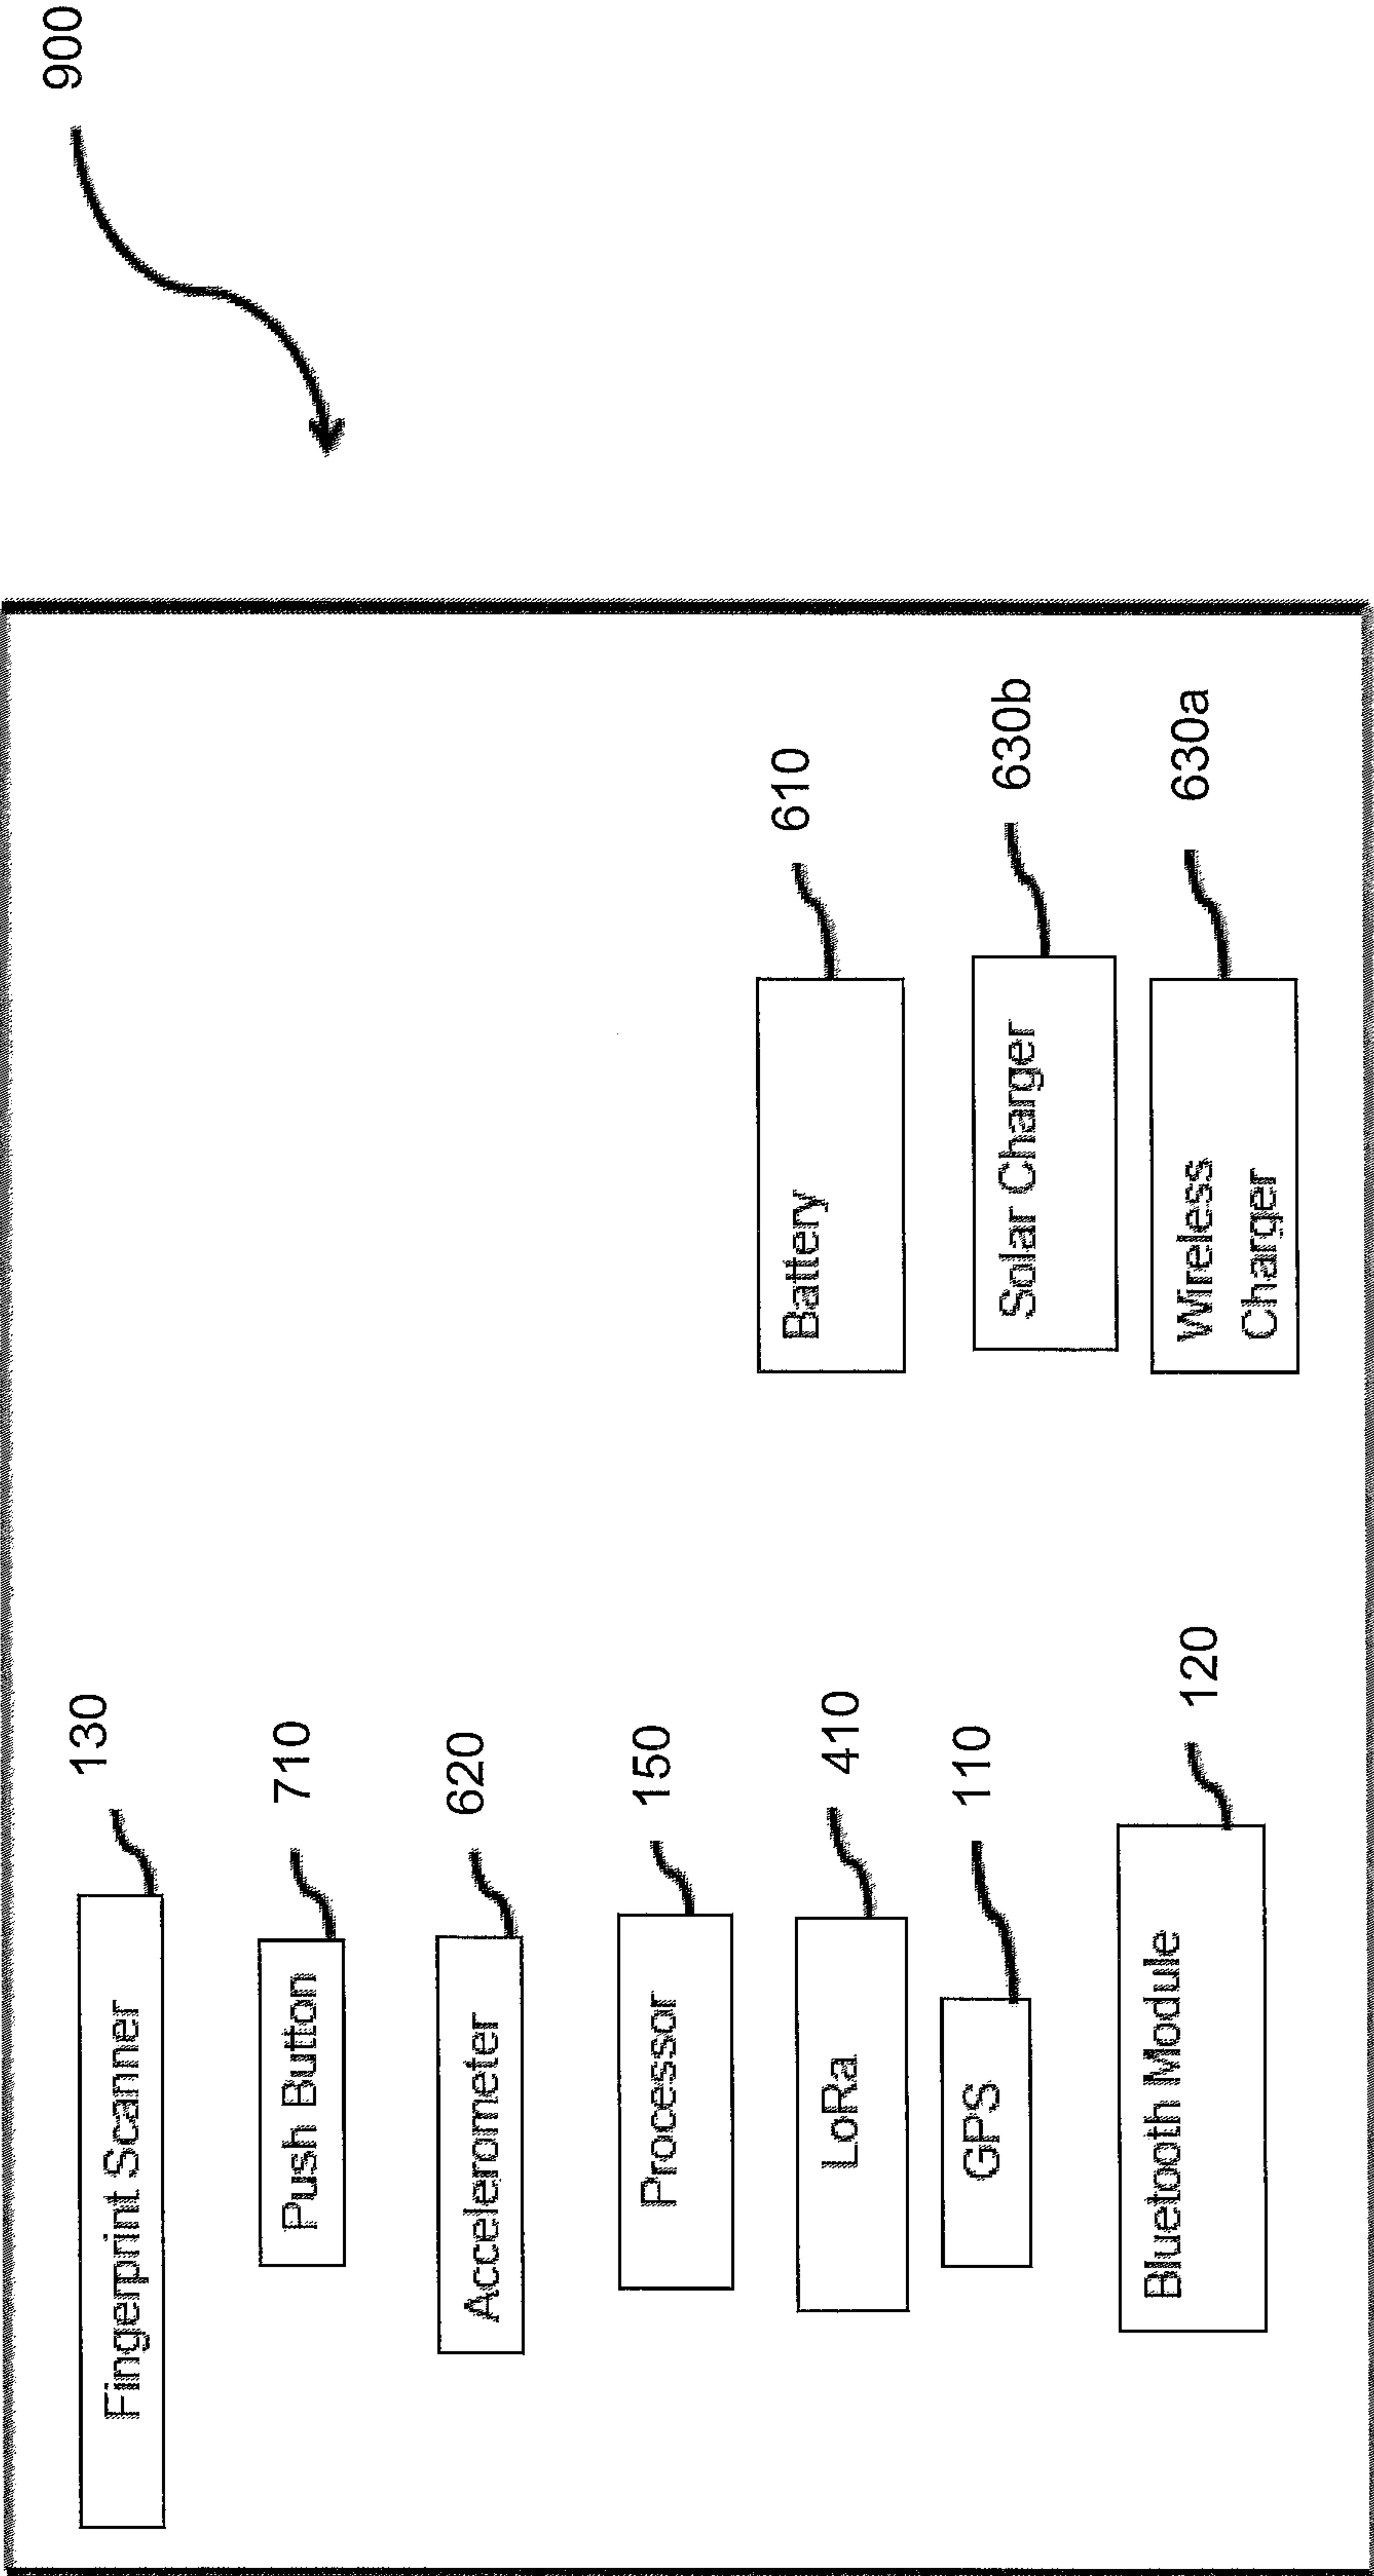 900
Fingerprint Scanner
130
Push Button
710
Accelerometer
620
Processor
150
LoRa
410
GPS
110
Bluetooth Module
120
Battery
610
Solar Charger
630b
Wireless
Charger
630a